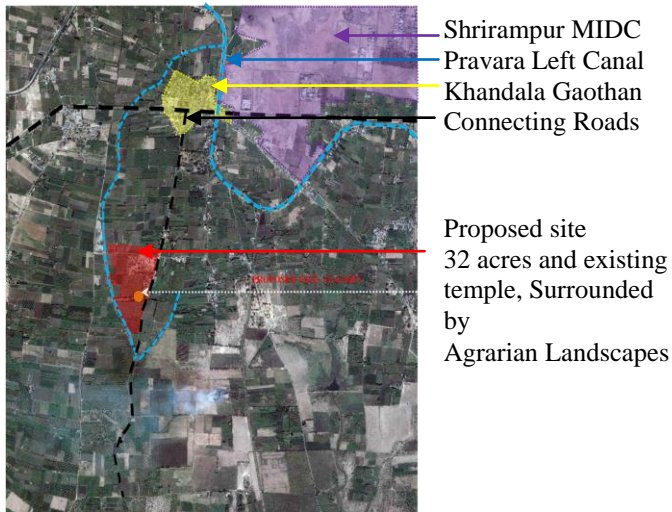 Shrirampur MIDC
Pravara Left Canal
Khandala Gaothan
Connecting Roads
Proposed site
32 acres and existing
temple, Surrounded
by
Agrarian Landscapes